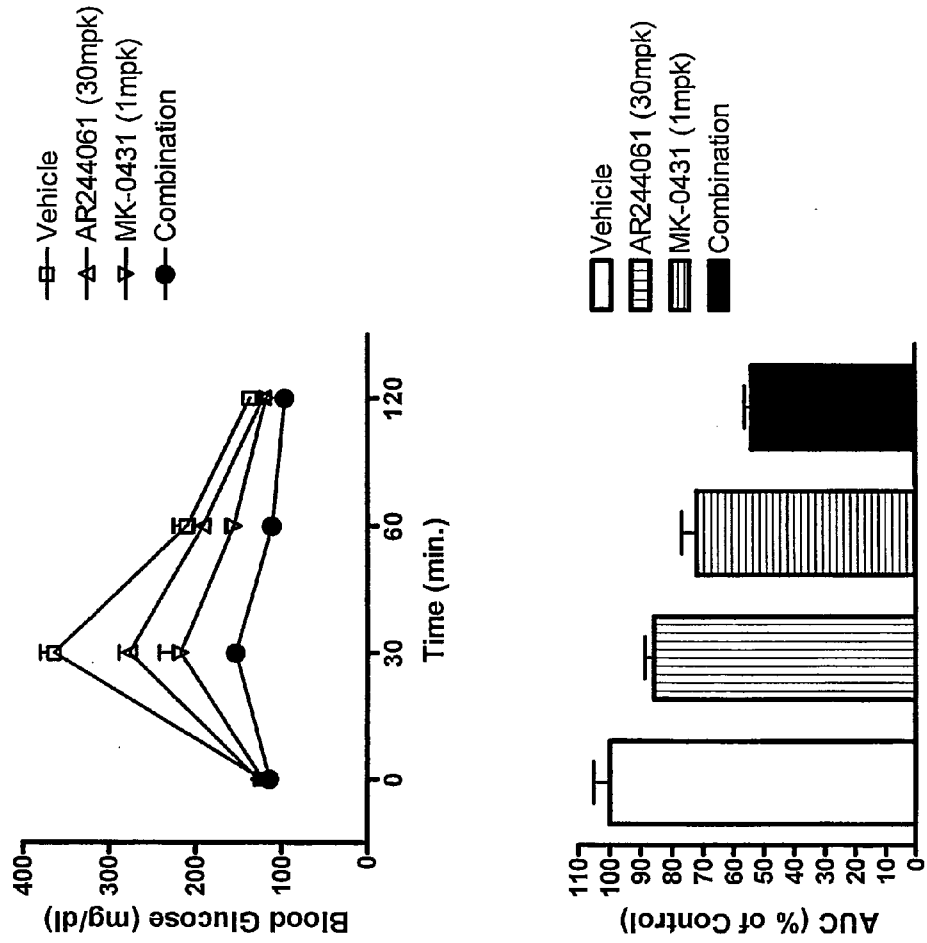 Blood Glucose (mg/dl)
400
300
200
100
0
0 30 60 120
Time (min.)
Vehicle
AR244061 (30mpk)
MK-0431 (1mpk)
Combination
AUC (% of Control)
110
100
90
80
70
60
50
40
30
20
10
0
Vehicle
AR244061 (30mpk)
MK-0431 (1mpk)
Combination